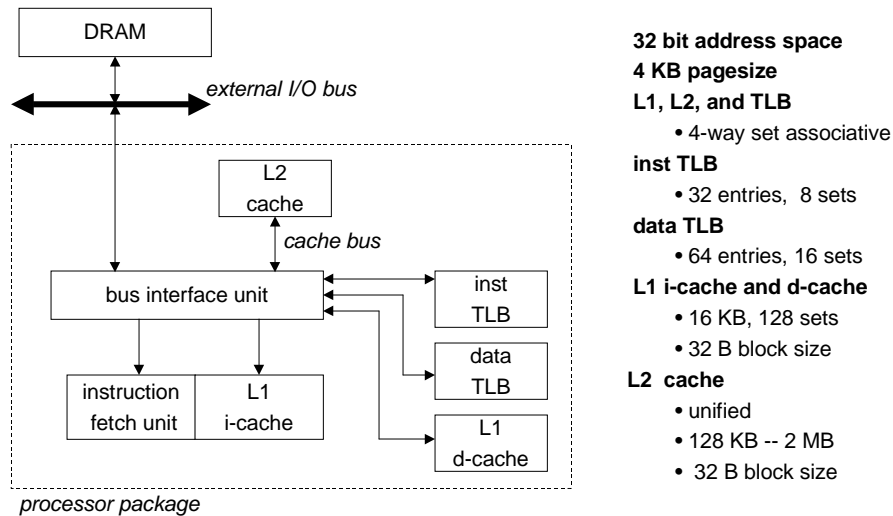 DRAM
external I/O bus
L2
cache
cache bus
bus interface unit
inst
TLB
data
TLB
instruction
fetch unit
L1
i-cache
L1
d-cache
processor package
32 bit address space
4 KB pagesize
L1, L2, and TLB
• 4-way set associative
inst TLB
• 32 entries, 8 sets
data TLB
• 64 entries, 16 sets
L1 i-cache and d-cache
• 16 KB, 128 sets
• 32 B block size
L2 cache
• unified
• 128 KB -- 2 MB
• 32 B block size